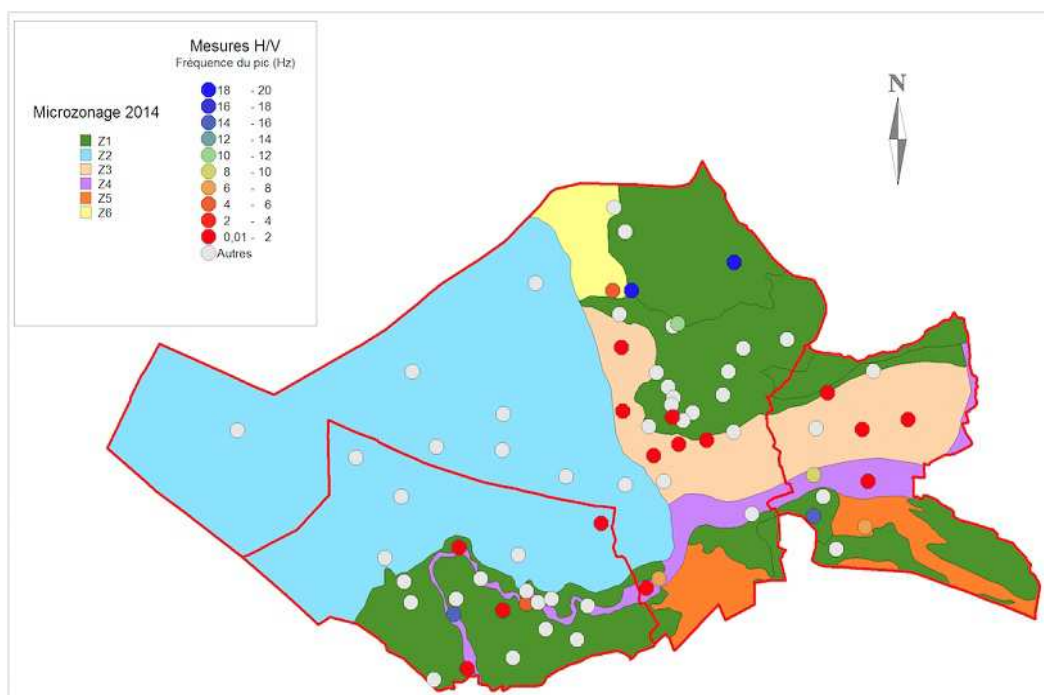 Mesures H/V
Fréquence du pic (Hz)
18 - 20
16 - 18
14 - 16
12 - 14
10 - 12
8 - 10
6 - 8
4 - 6
2 - 4
0,01 - 2
Autres
Microzonage 2014
Z1
Z2
Z3
Z4
Z5
Z6
N